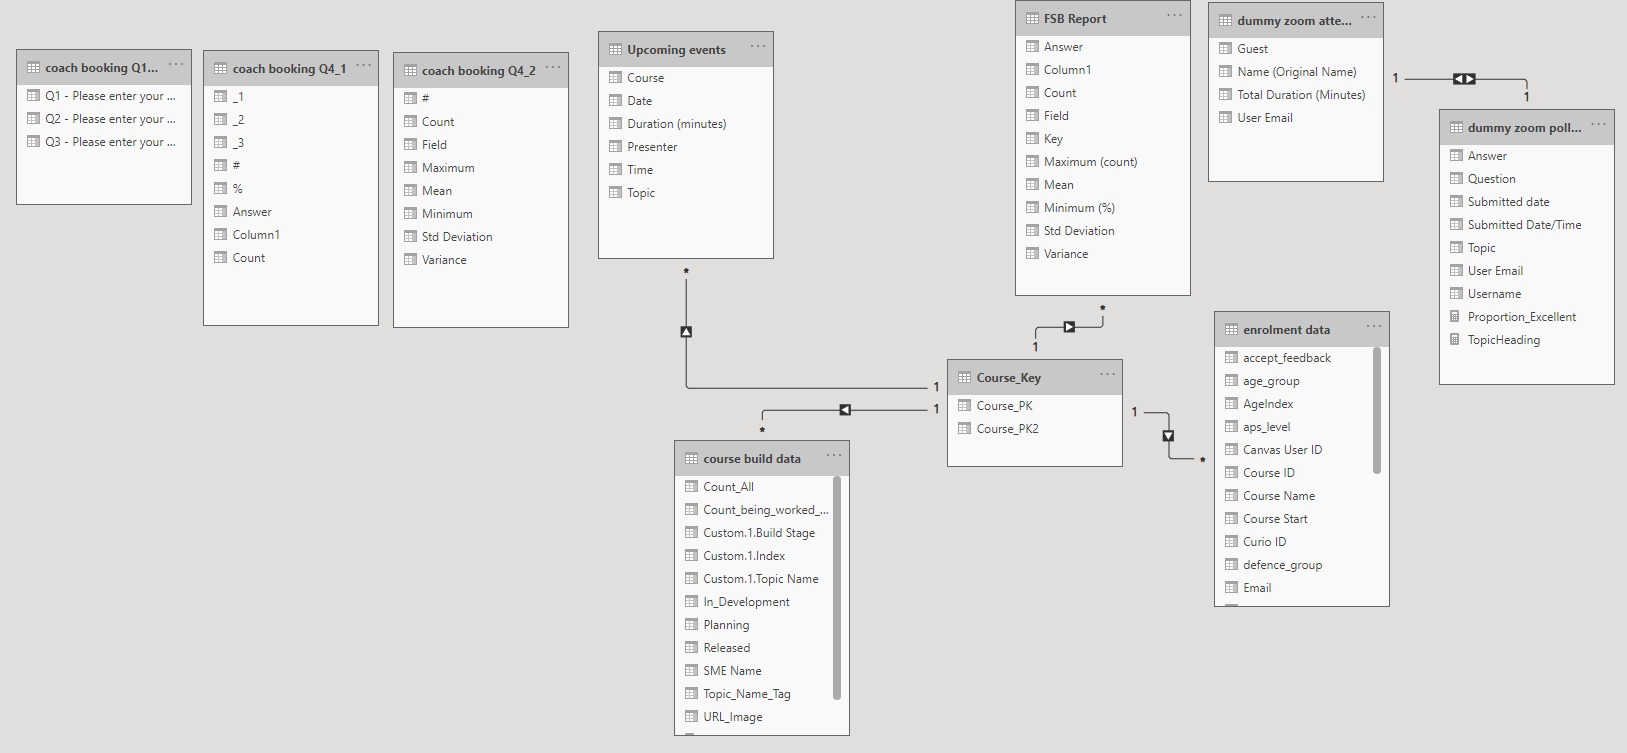 coach booking Q1...
Q1 - Please enter your ...
Q2 - Please enter your ...
Q3 - Please enter your ...
coach booking Q4_1
_1
_2
_3
#
%
Answer
Column1
Count
coach booking Q4_2
#
Count
Field
Maximum
Mean
Minimum
Std Deviation
Variance
Upcoming events
Course
Date
Duration (minutes)
Presenter
Time
Topic
*
FSB Report
Answer
Column1
Count
Field
Key
Maximum (count)
Mean
Minimum (%)
Std Deviation
Variance
*
1
dummy zoom atte...
Guest
Name (Original Name)
Total Duration (Minutes)
User Email
1
1
dummy zoom poll...
Answer
Question
Submitted date
Submitted Date/Time
Topic
User Email
Username
Proportion_Excellent
TopicHeading
Course_Key
Course_PK
Course_PK2
1
1
1
*
*
course build data
Count_All
Count_being_worked_...
Custom.1.Build Stage
Custom.1.Index
Custom.1.Topic Name
In_Development
Planning
Released
SME Name
Topic_Name_Tag
URL_Image
enrolment data
accept_feedback
age_group
AgeIndex
aps_level
Canvas User ID
Course ID
Course Name
Course Start
Curio ID
defence_group
Email